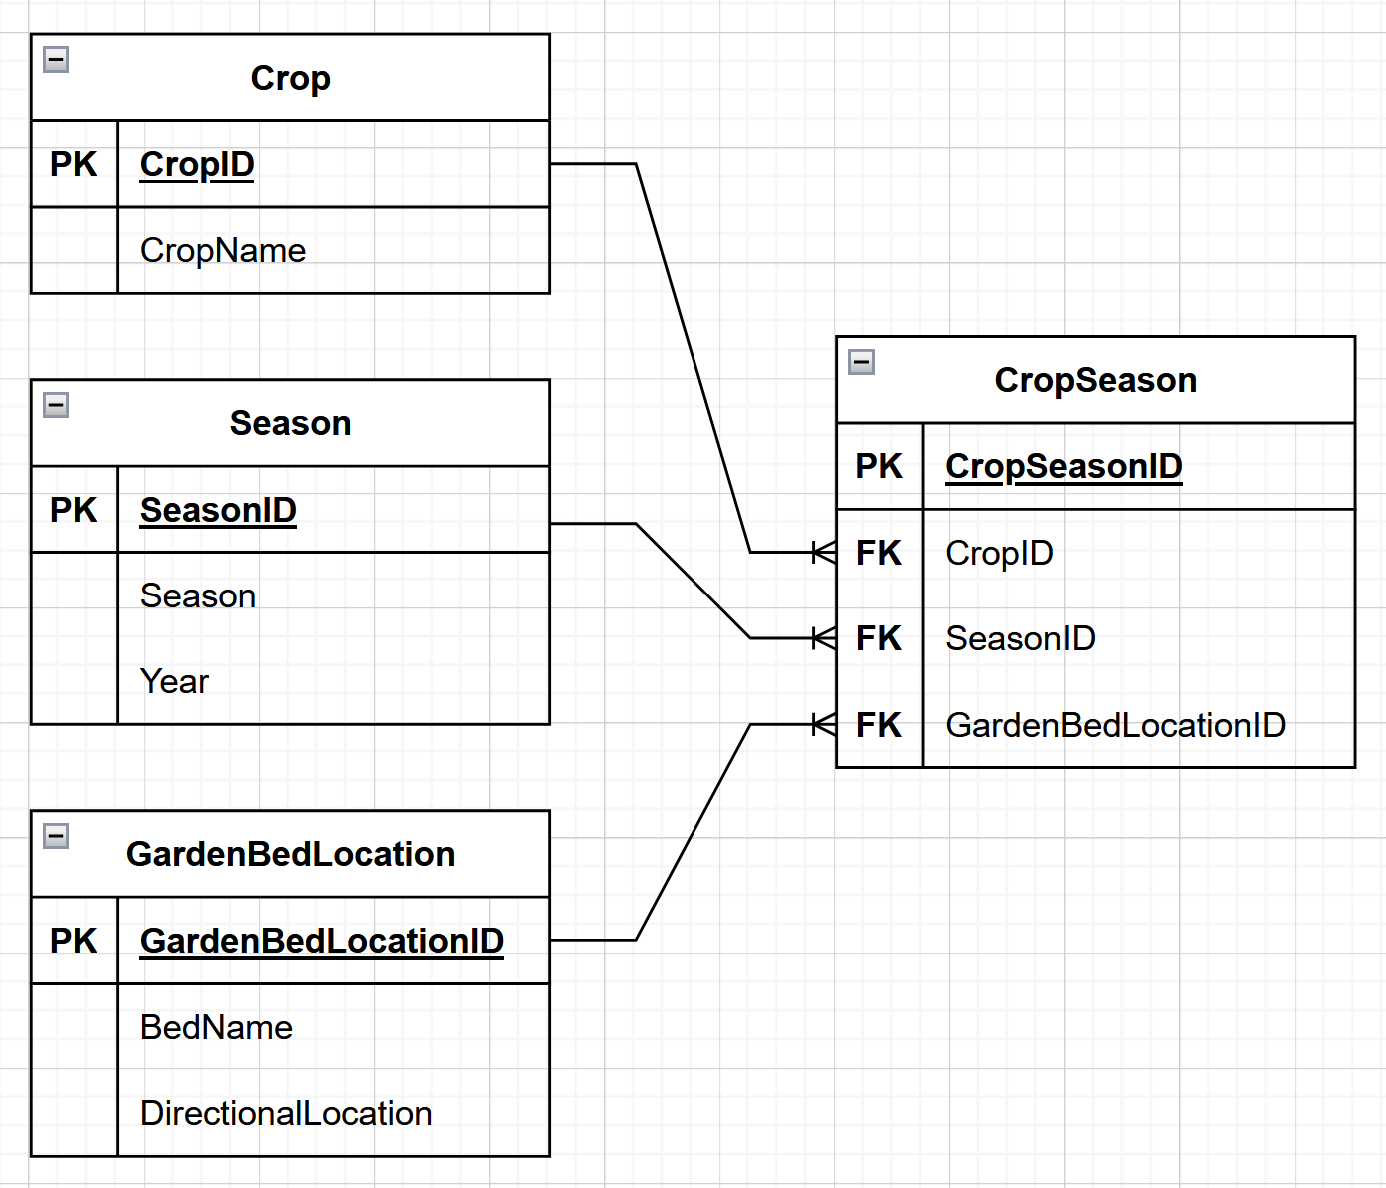 Crop
PK CropID
CropName
Season
PK SeasonID
Season
Year
GardenBedLocation
PK GardenBedLocationID
BedName
DirectionalLocation
CropSeason
PK CropSeasonID
FK CropID
FK SeasonID
FK GardenBedLocationID